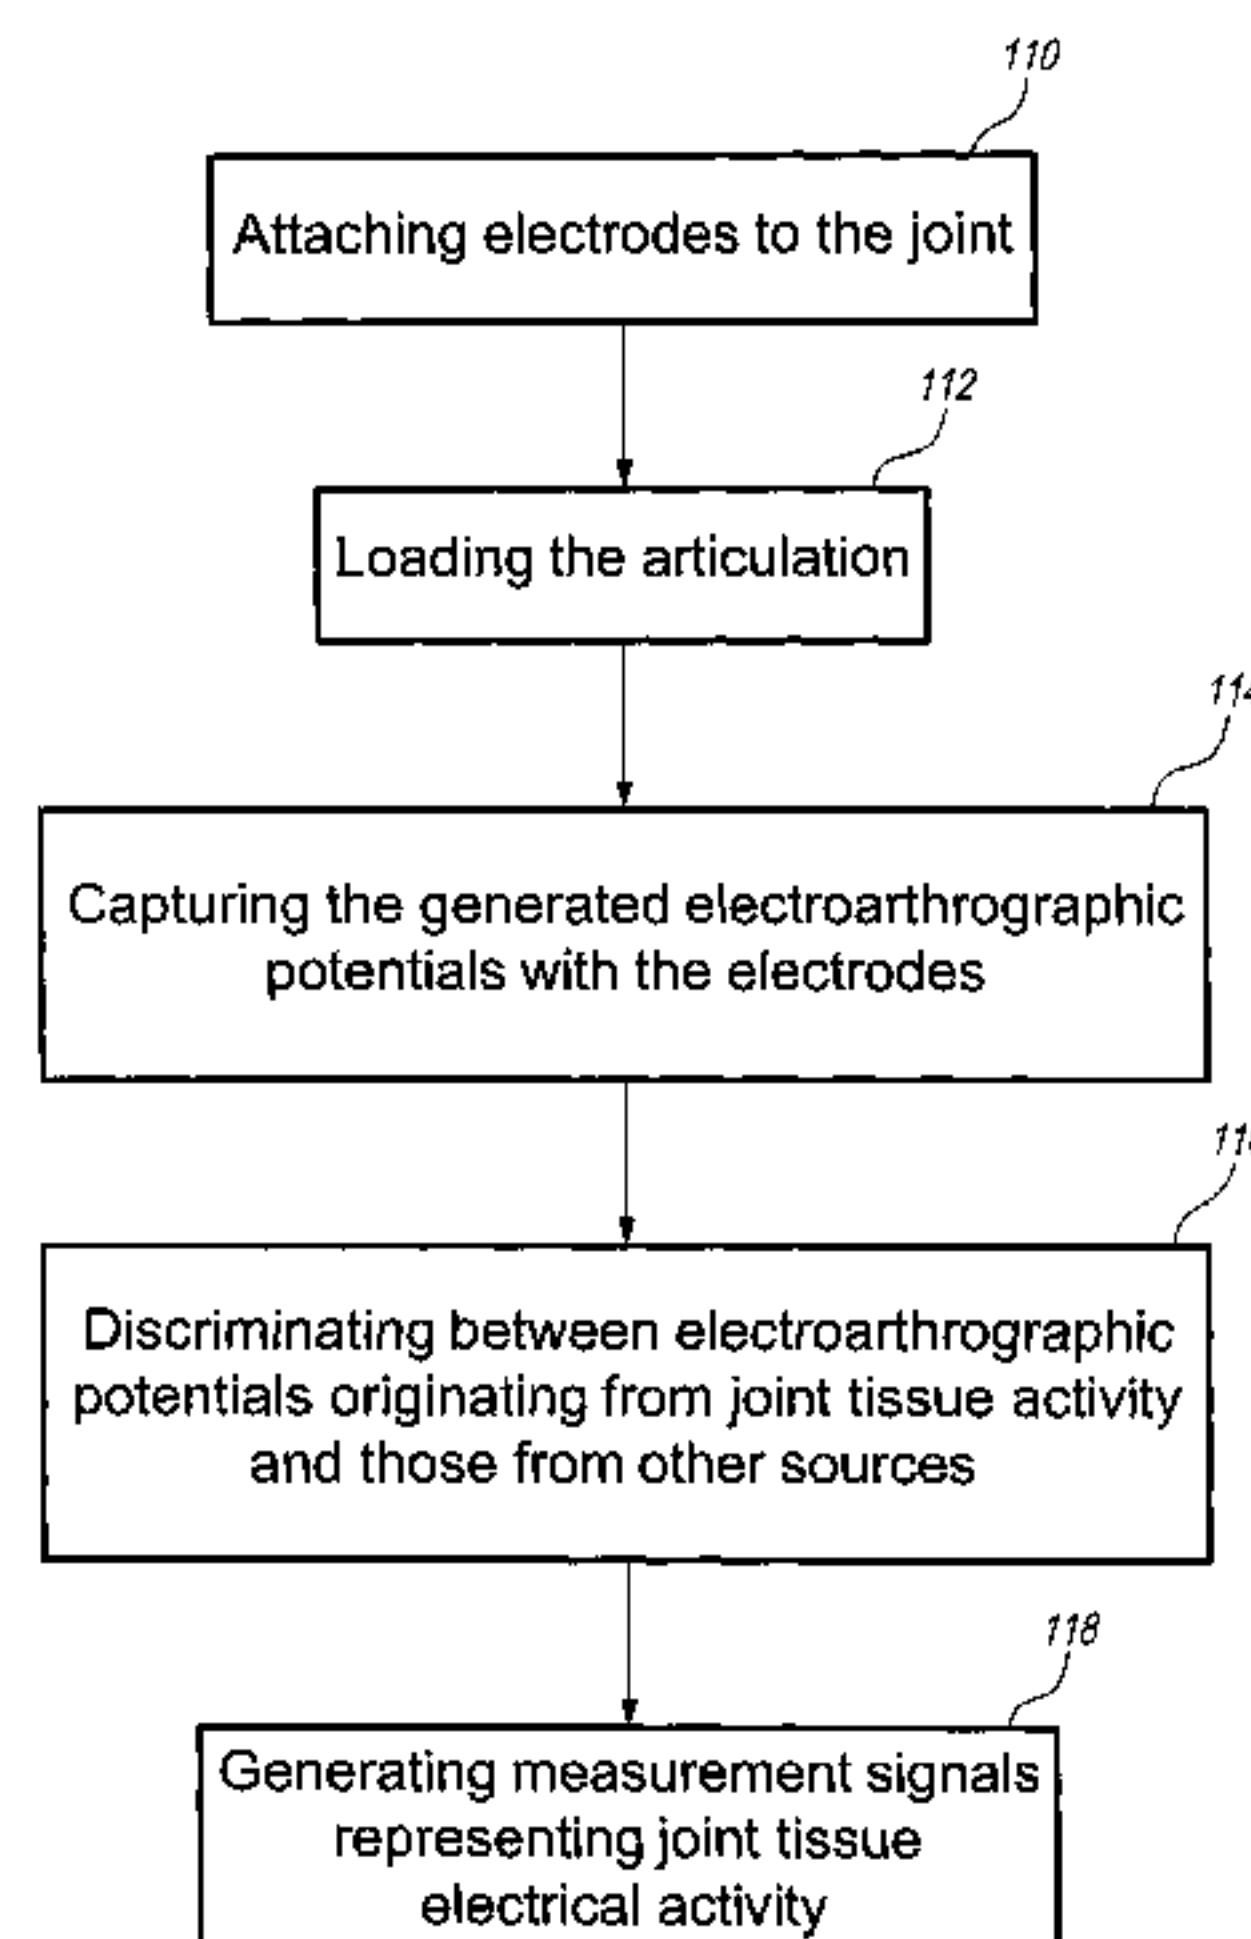 110
Attaching electrodes to the joint
112
Loading the articulation
114
Capturing the generated electroarthrographic
potentials with the electrodes
Discriminating between electroarthrographic
potentials originating from joint tissue activity
and those from other sources
118
Generating measurement signals
representing joint tissue
electrical activity